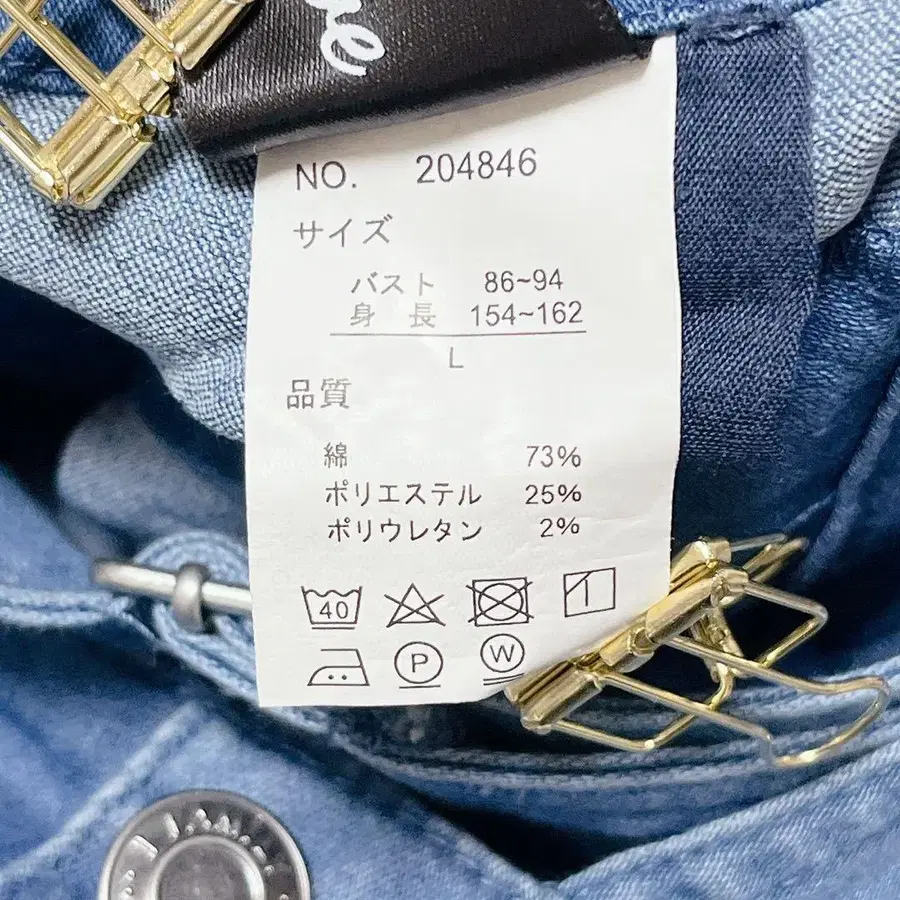 NO. 204846
サイズ
バスト 86~94
身 長 154~162
L
品質
綿 73%
ポリエステル 25%
ポリウレタン 2%
40
P W